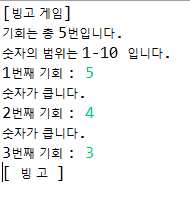 [빙고 게임]
기회는 총 5번입니다.
숫자의 범위는 1-10 입니다.
1번째 기회 : 5
숫자가 큽니다.
2번째 기회 : 4
숫자가 큽니다.
3번째 기회 : 3
[ 빙 고 ]